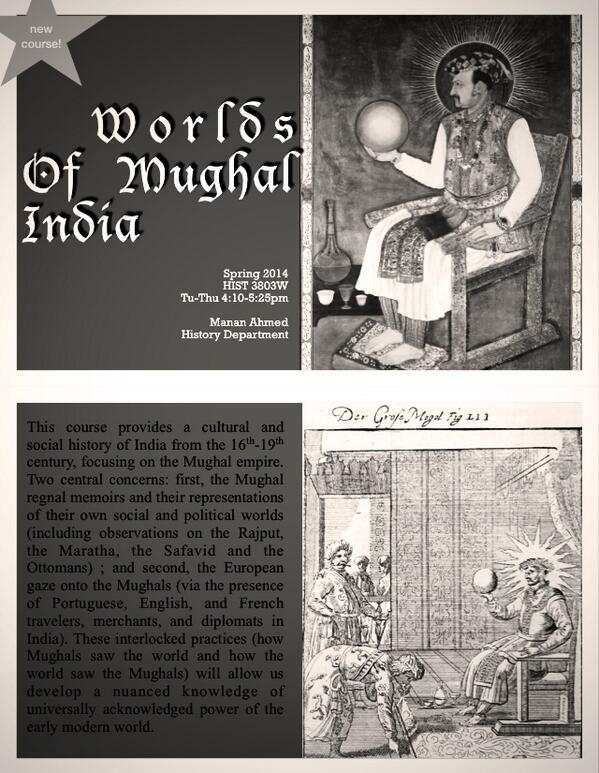 new
course!
Worlds
Of Mughal
India
Spring 2014
HIST 3803W
Tu-Thu 4:10-5:25pm
Manan Ahmed
History Department
This course provides a cultural and
social history of India from the 16th-19th
century, focusing on the Mughal empire.
Two central concerns: first, the Mughal
regnal memoirs and their representations
of their own social and political worlds
(including observations on the Rajput,
the Maratha, the Safavid and the
Ottomans) ; and second, the European
gaze onto the Mughals (via the presence
of Portuguese, English, and French
travelers, merchants, and diplomats in
India). These interlocked practices (how
Mughals saw the world and how the
world saw the Mughals) will allow us
develop a nuanced knowledge of
universally acknowledged power of the
early modern world.
Der Große Mogol Fig III